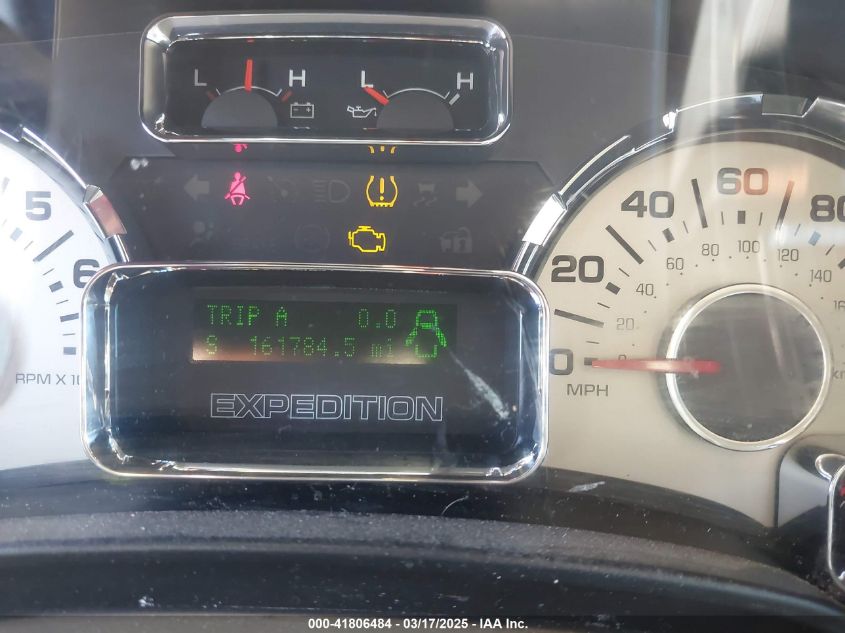 L H L H
5
6
RPM X 10
TRIP A 0.0
S 161784.5 mi
EXPEDITION
0 20 40 60 80
0 20 40 60 80 100 120 140
MPH
000-41806484 - 03/17/2025 - IAA Inc.